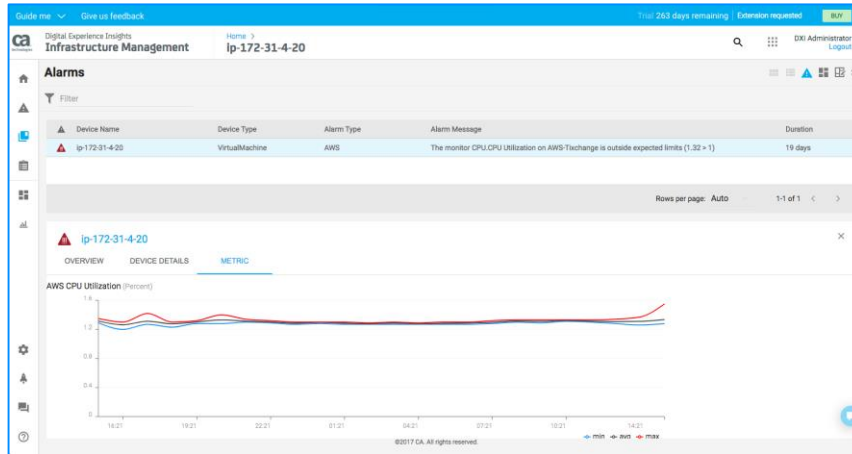 Guide me Give us feedback Trial 263 days remaining Extension requested BUY
ca
technologies
Digital Experience Insights
Infrastructure Management
Home >
ip-172-31-4-20
DXI Administrator
Logout
Alarms
Filter
Device Name Device Type Alarm Type Alarm Message Duration
ip-172-31-4-20 VirtualMachine AWS The monitor CPU.CPU Utilization on AWS-Tixchange is outside expected limits (1.32 > 1) 19 days
Rows per page: Auto 1-1 of 1 < >
ip-172-31-4-20
OVERVIEW DEVICE DETAILS METRIC
AWS CPU Utilization (Percent)
1.6
1.2
0.8
0.4
0
16:21 19:21 22:21 01:21 04:21 07:21 10:21 14:21
min avg max
©2017 CA. All rights reserved.